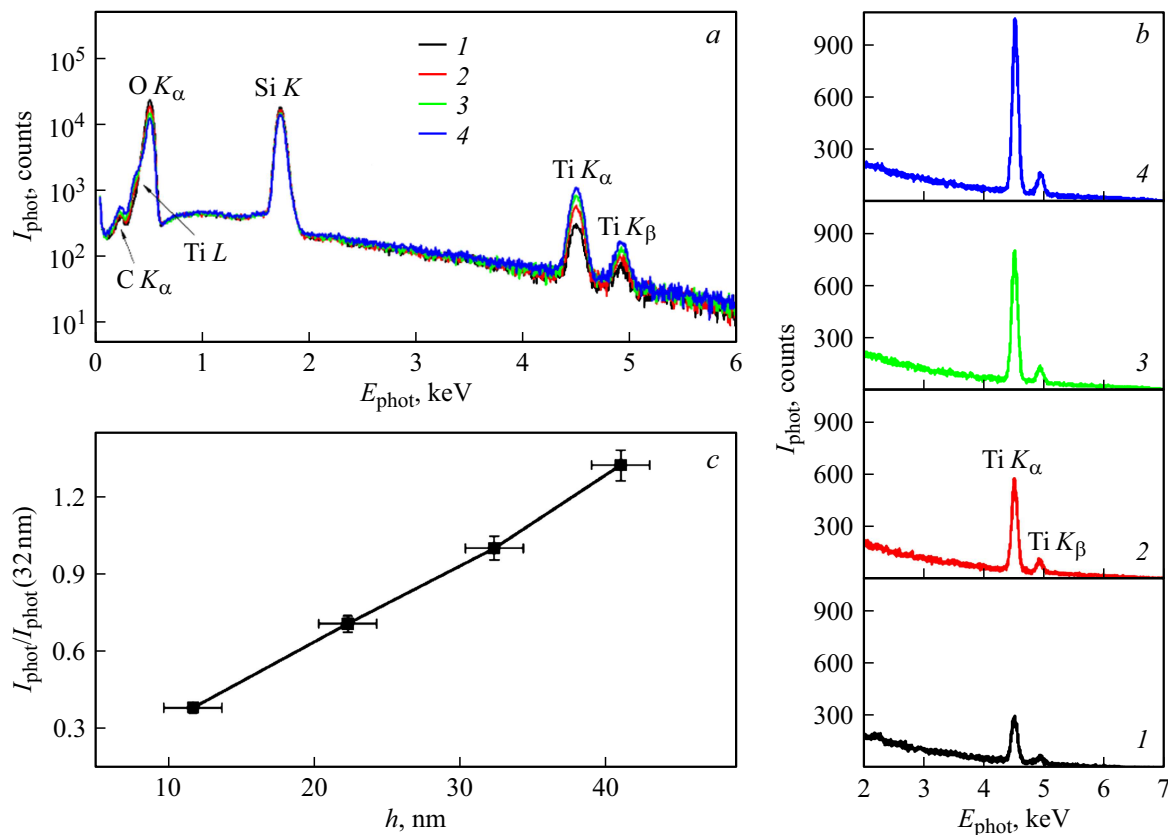 a
I_phot, counts
10^5
10^4
10^3
10^2
10^1
O K_α
Si K
1
2
3
4
Ti K_α
Ti K_β
Ti L
C K_α
0 1 2 3 4 5 6
E_phot, keV
c
I_phot/I_phot (32 nm)
1.2
0.9
0.6
0.3
10 20 30 40
h, nm
b
I_phot, counts
900
600
300
4
900
600
300
3
900
600
300
Ti K_α
Ti K_β
2
900
600
300
1
2 3 4 5 6 7
E_phot, keV